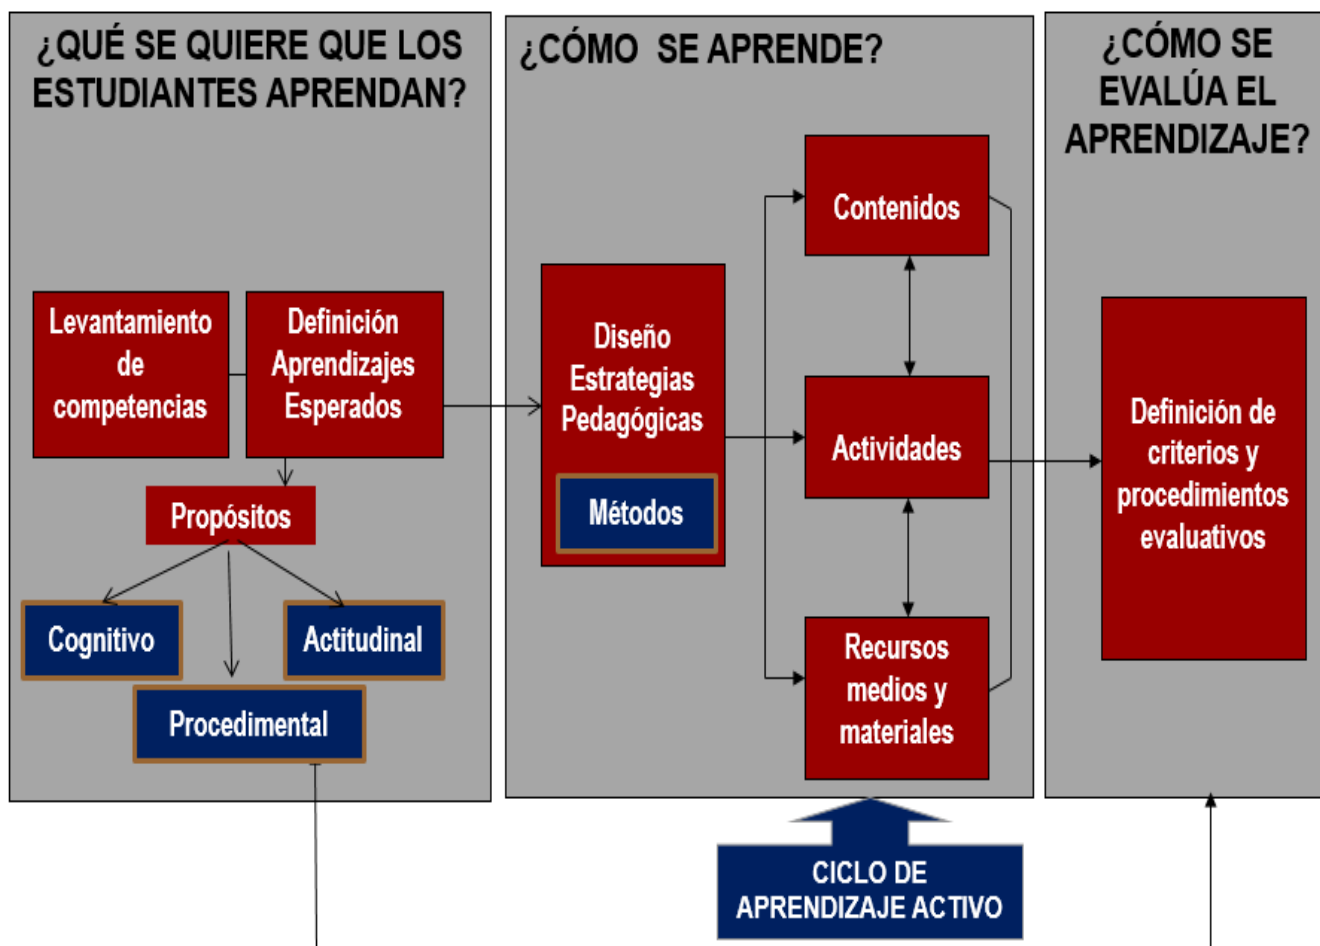 ¿QUÉ SE QUIERE QUE LOS
ESTUDIANTES APRENDAN?
Levantamiento
de
competencias
Definición
Aprendizajes
Esperados
Propósitos
Cognitivo
Actitudinal
Procedimental
¿CÓMO SE APRENDE?
Diseño
Estrategias
Pedagógicas
Métodos
Contenidos
Actividades
Recursos
medios y
materiales
CICLO DE
APRENDIZAJE ACTIVO
¿CÓMO SE
EVALÚA EL
APRENDIZAJE?
Definición de
criterios y
procedimientos
evaluativos